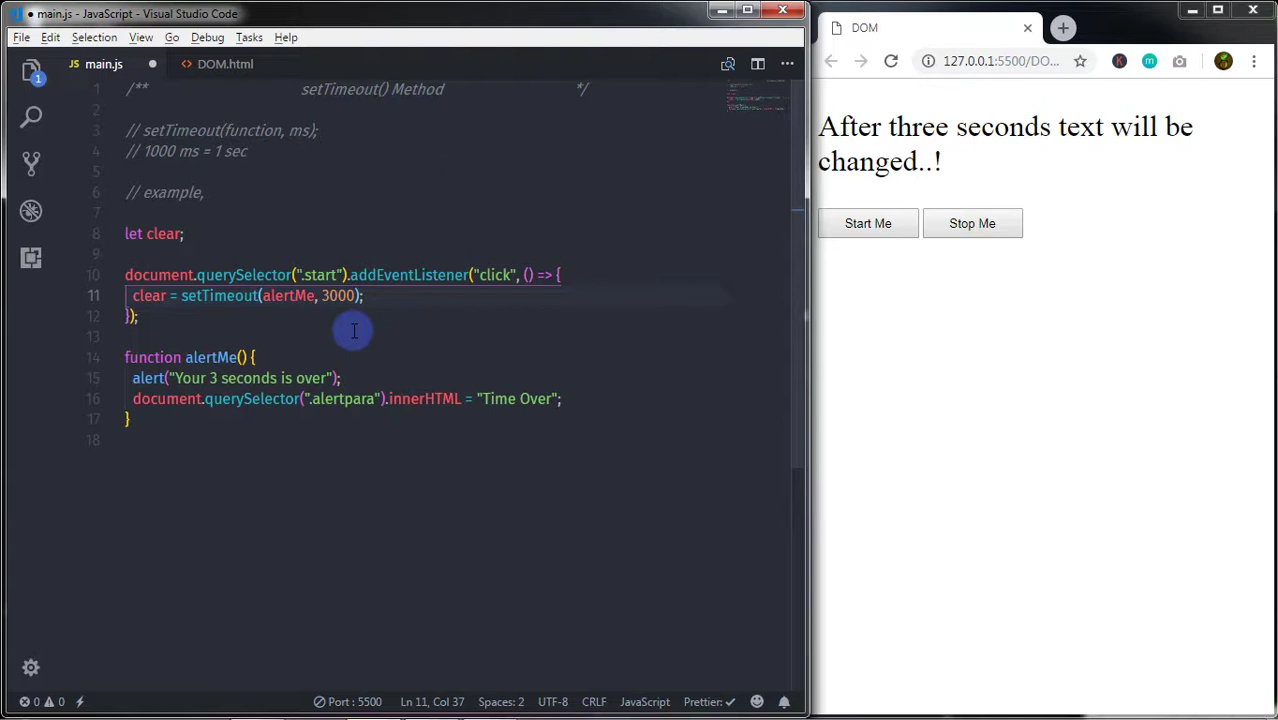 ● main.js - JavaScript - Visual Studio Code
File Edit Selection View Go Debug Tasks Help
JS main.js ● <> DOM.html
1 /** setTimeout() Method */
2
3 // setTimeout(function, ms);
4 // 1000 ms = 1 sec
5
6 // example,
7
8 let clear;
9
10 document.querySelector(".start").addEventListener("click", () => {
11 clear = setTimeout(alertMe, 3000);
12 });
13
14 function alertMe() {
15 alert("Your 3 seconds is over");
16 document.querySelector(".alertpara").innerHTML = "Time Over";
17 }
18
1
0 0 Port : 5500 Ln 11, Col 37 Spaces: 2 UTF-8 CRLF JavaScript Prettier: ✓
DOM
127.0.0.1:5500/DO...
K m
After three seconds text will be
changed..!
Start Me Stop Me